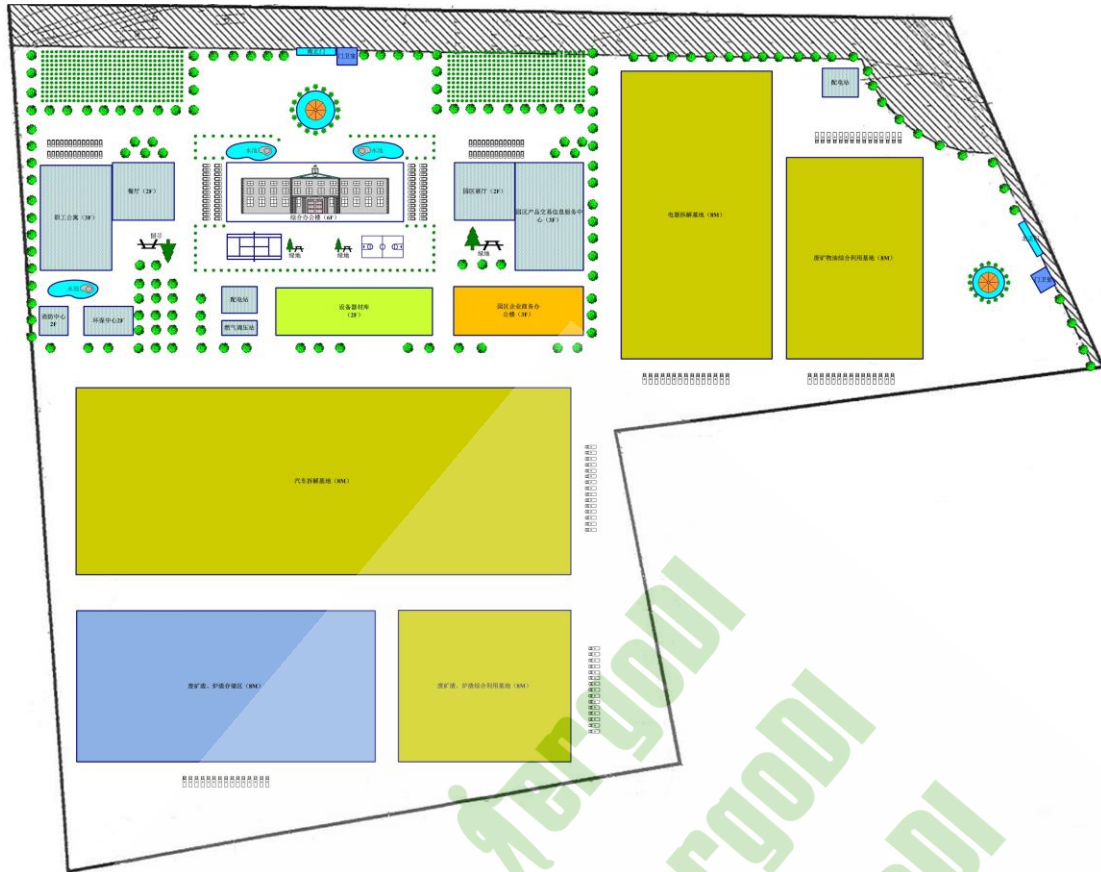 门卫室
配电站
水池
水池
餐厅（2F）
职工公寓（3F）
综合办公楼（6F）
园区展厅（2F）
园区产品交易信息服务中
心（3F）
电器拆解基地（8M）
废矿物油综合利用基地（8M）
门卫室
绿地
绿地
绿地
水池
消防中心
2F
环保中心2F
配电站
燃气调压站
设备器材库
（2F）
园区企业商务办
公楼（3F）
汽车拆解基地（8M）
废矿渣、炉渣存储区（8M）
废矿渣、炉渣综合利用基地（8M）
ErgoDI
ErgoDI
ErgoDI